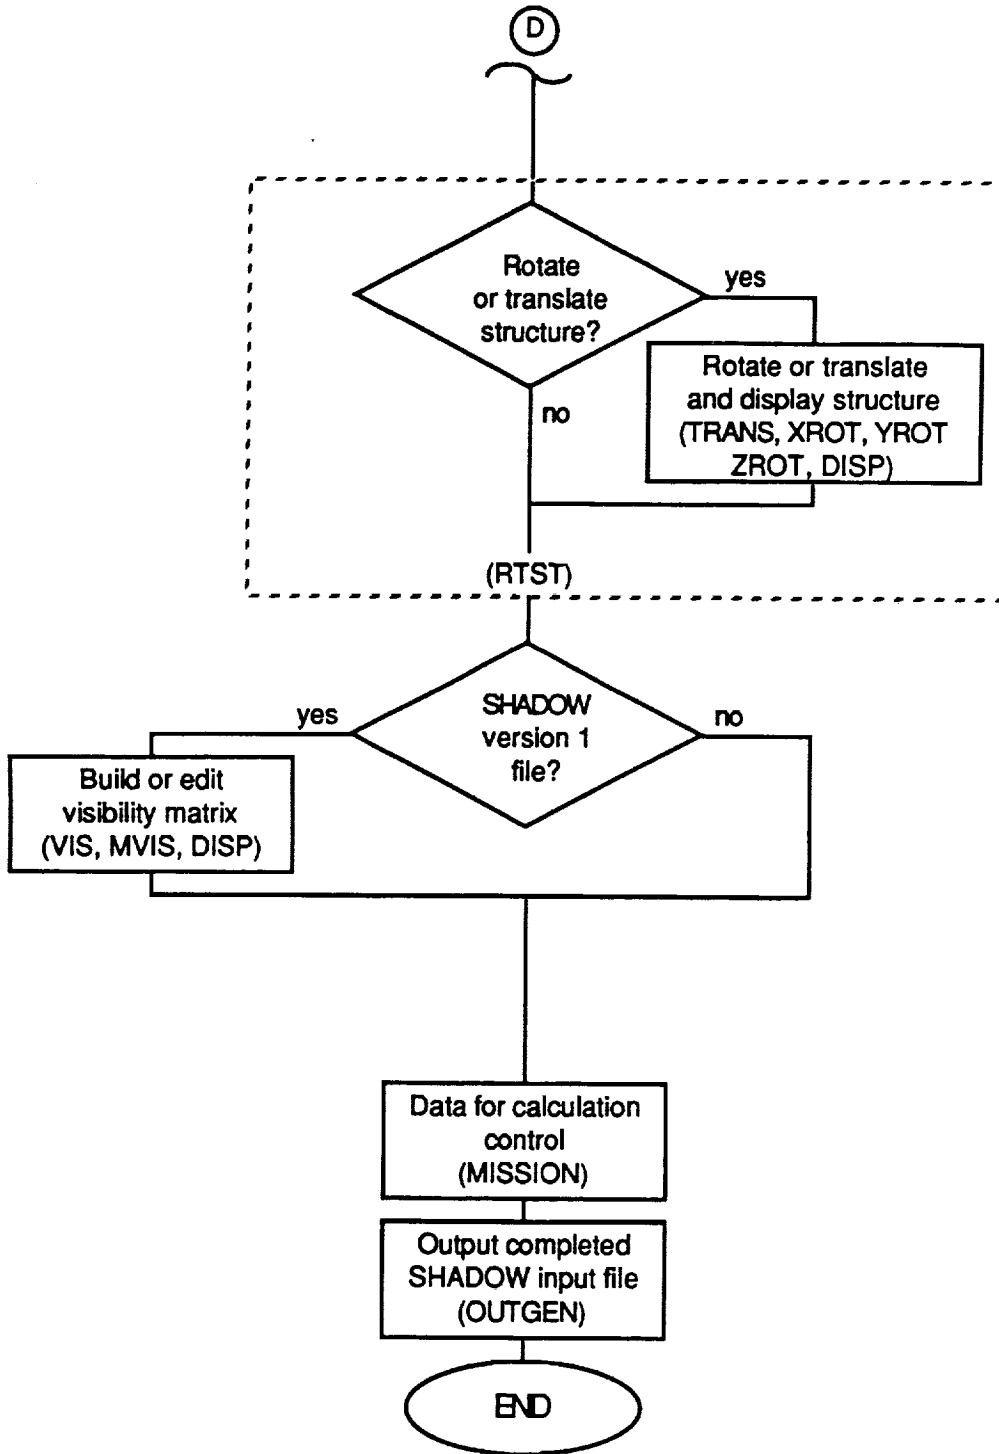 D
Rotate
or translate
structure?
yes
no
Rotate or translate
and display structure
(TRANS, XROT, YROT
ZROT, DISP)
(RTST)
SHADOW
version 1
file?
yes
no
Build or edit
visibility matrix
(VIS, MVIS, DISP)
Data for calculation
control
(MISSION)
Output completed
SHADOW input file
(OUTGEN)
END